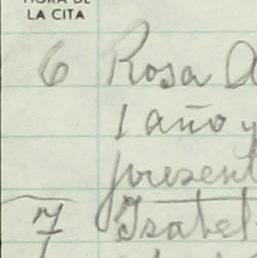 HORA DE
LA CITA
6 Rosa
1 año y
present
7 Isabel